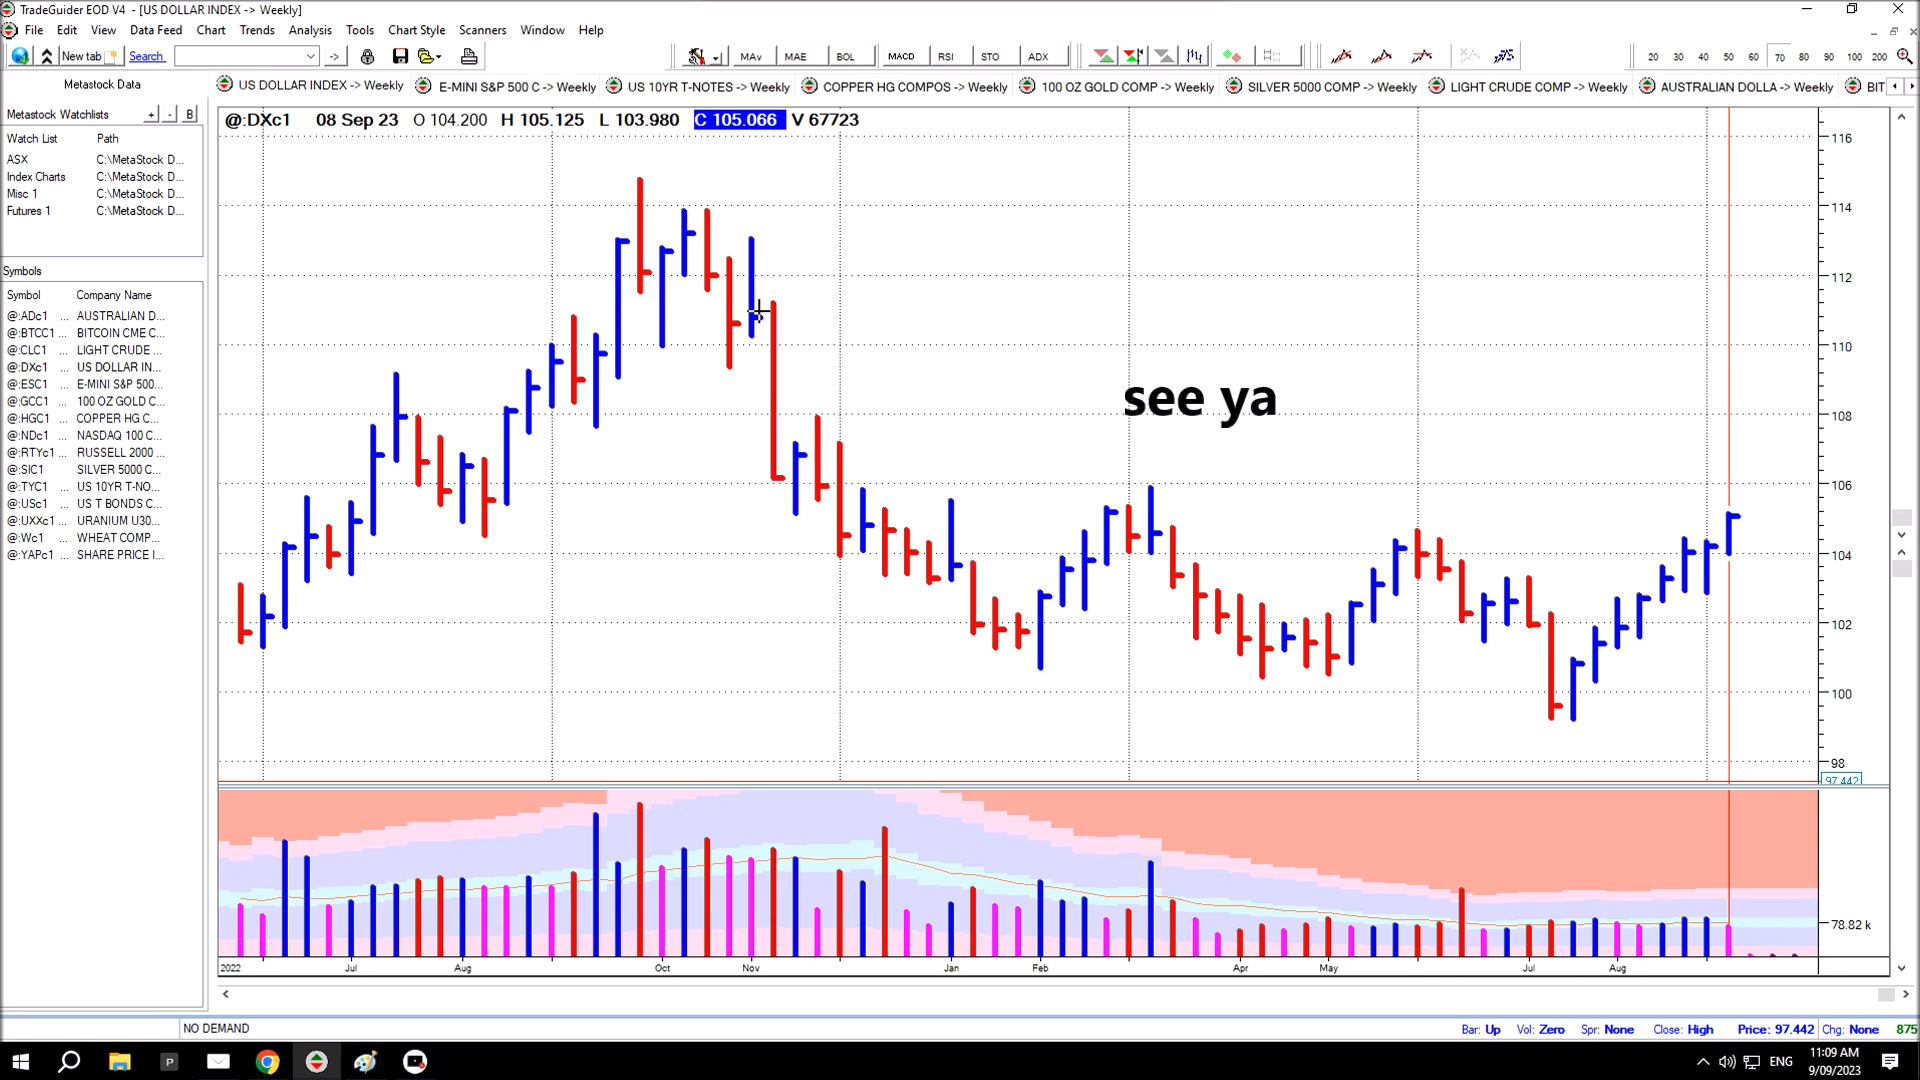 TradeGuider EOD V4 - [US DOLLAR INDEX -> Weekly]
File Edit View Data Feed Chart Trends Analysis Tools Chart Style Scanners Window Help
New tab Search -> MAv MAE BOL MACD RSI STO ADX 20 30 40 50 60 70 80 90 100 200
Metastock Data
US DOLLAR INDEX -> Weekly E-MINI S&P 500 C -> Weekly US 10YR T-NOTES -> Weekly COPPER HG COMPOS -> Weekly 100 OZ GOLD COMP -> Weekly SILVER 5000 COMP -> Weekly LIGHT CRUDE COMP -> Weekly AUSTRALIAN DOLLA -> Weekly BIT
Metastock Watchlists + - B
Watch List Path
ASX C:\MetaStock D...
Index Charts C:\MetaStock D...
Misc 1 C:\MetaStock D...
Futures 1 C:\MetaStock D...
Symbols
Symbol Company Name
@:ADc1 ... AUSTRALIAN D...
@:BTCC1 ... BITCOIN CME C...
@:CLC1 ... LIGHT CRUDE ...
@:DXc1 ... US DOLLAR IN...
@:ESC1 ... E-MINI S&P 500...
@:GCC1 ... 100 OZ GOLD C...
@:HGC1 ... COPPER HG C...
@:NDc1 ... NASDAQ 100 C...
@:RTYc1 ... RUSSELL 2000 ...
@:SIC1 ... SILVER 5000 C...
@:TYC1 ... US 10YR T-NO...
@:USc1 ... US T BONDS C...
@:UXXc1 ... URANIUM U30...
@:Wc1 ... WHEAT COMP...
@:YAPc1 ... SHARE PRICE I...
@:DXc1 08 Sep 23 O 104.200 H 105.125 L 103.980 C 105.066 V 67723
see ya
116
114
112
110
108
106
104
102
100
98
97.442
78.82 k
2022 Jul Aug Oct Nov Jan Feb Apr May Jul Aug
NO DEMAND
Bar: Up Vol: Zero Spr: None Close: High Price: 97.442 Chg: None 875
P ENG
11:09 AM
9/09/2023